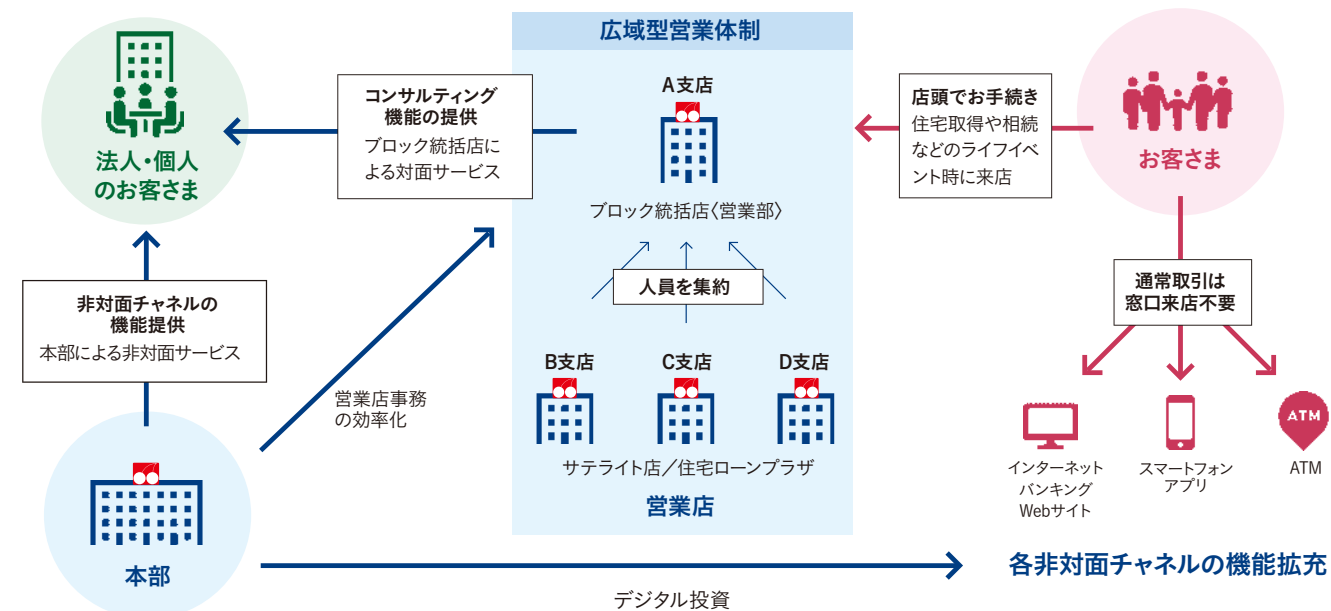 広域型営業体制
法人・個人
のお客さま
コンサルティング
機能の提供
ブロック統括店に
よる対面サービス
A支店
ブロック統括店〈営業部〉
人員を集約
B支店
C支店
D支店
サテライト店／住宅ローンプラザ
営業店
店頭でお手続き
住宅取得や相続
などのライフイベ
ント時に来店
お客さま
通常取引は
窓口来店不要
インターネット
バンキング
Webサイト
スマートフォン
アプリ
ATM
ATM
各非対面チャネルの機能拡充
非対面チャネルの
機能提供
本部による非対面サービス
営業店事務
の効率化
本部
デジタル投資